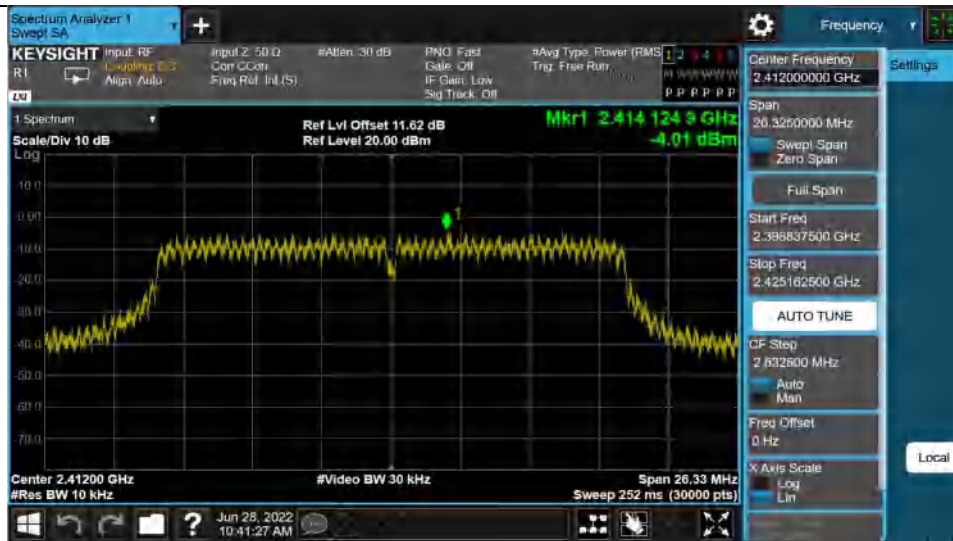 Spectrum Analyzer 1
Swept SA
+
Frequency
KEYSIGHT
RL
Input: RF
Coupling: DC
Align: Auto
Input Z: 50 Ω
Corr CCorr
Freq Ref: Int (S)
#Atten: 30 dB
PNO: Fast
Gate: Off
IF Gain: Low
Sig Track: Off
#Avg Type: Power (RMS
Trig: Free Run
1 2 3 4 5 6
M W W W W W
P P P P P P
LXI
1 Spectrum
Scale/Div 10 dB
Log
Ref Lvl Offset 11.62 dB
Ref Level 20.00 dBm
Mkr1 2.414 124 9 GHz
-4.01 dBm
10.0
0.00
-10.0
-20.0
-30.0
-40.0
-50.0
-60.0
-70.0
1
Center 2.41200 GHz
#Res BW 10 kHz
#Video BW 30 kHz
Span 26.33 MHz
Sweep 252 ms (30000 pts)
Center Frequency
2.412000000 GHz
Span
26.3250000 MHz
Swept Span
Zero Span
Full Span
Start Freq
2.398837500 GHz
Stop Freq
2.425162500 GHz
AUTO TUNE
CF Step
2.632500 MHz
Auto
Man
Freq Offset
0 Hz
X Axis Scale
Log
Lin
Settings
Local
?
Jun 28, 2022
10:41:27 AM